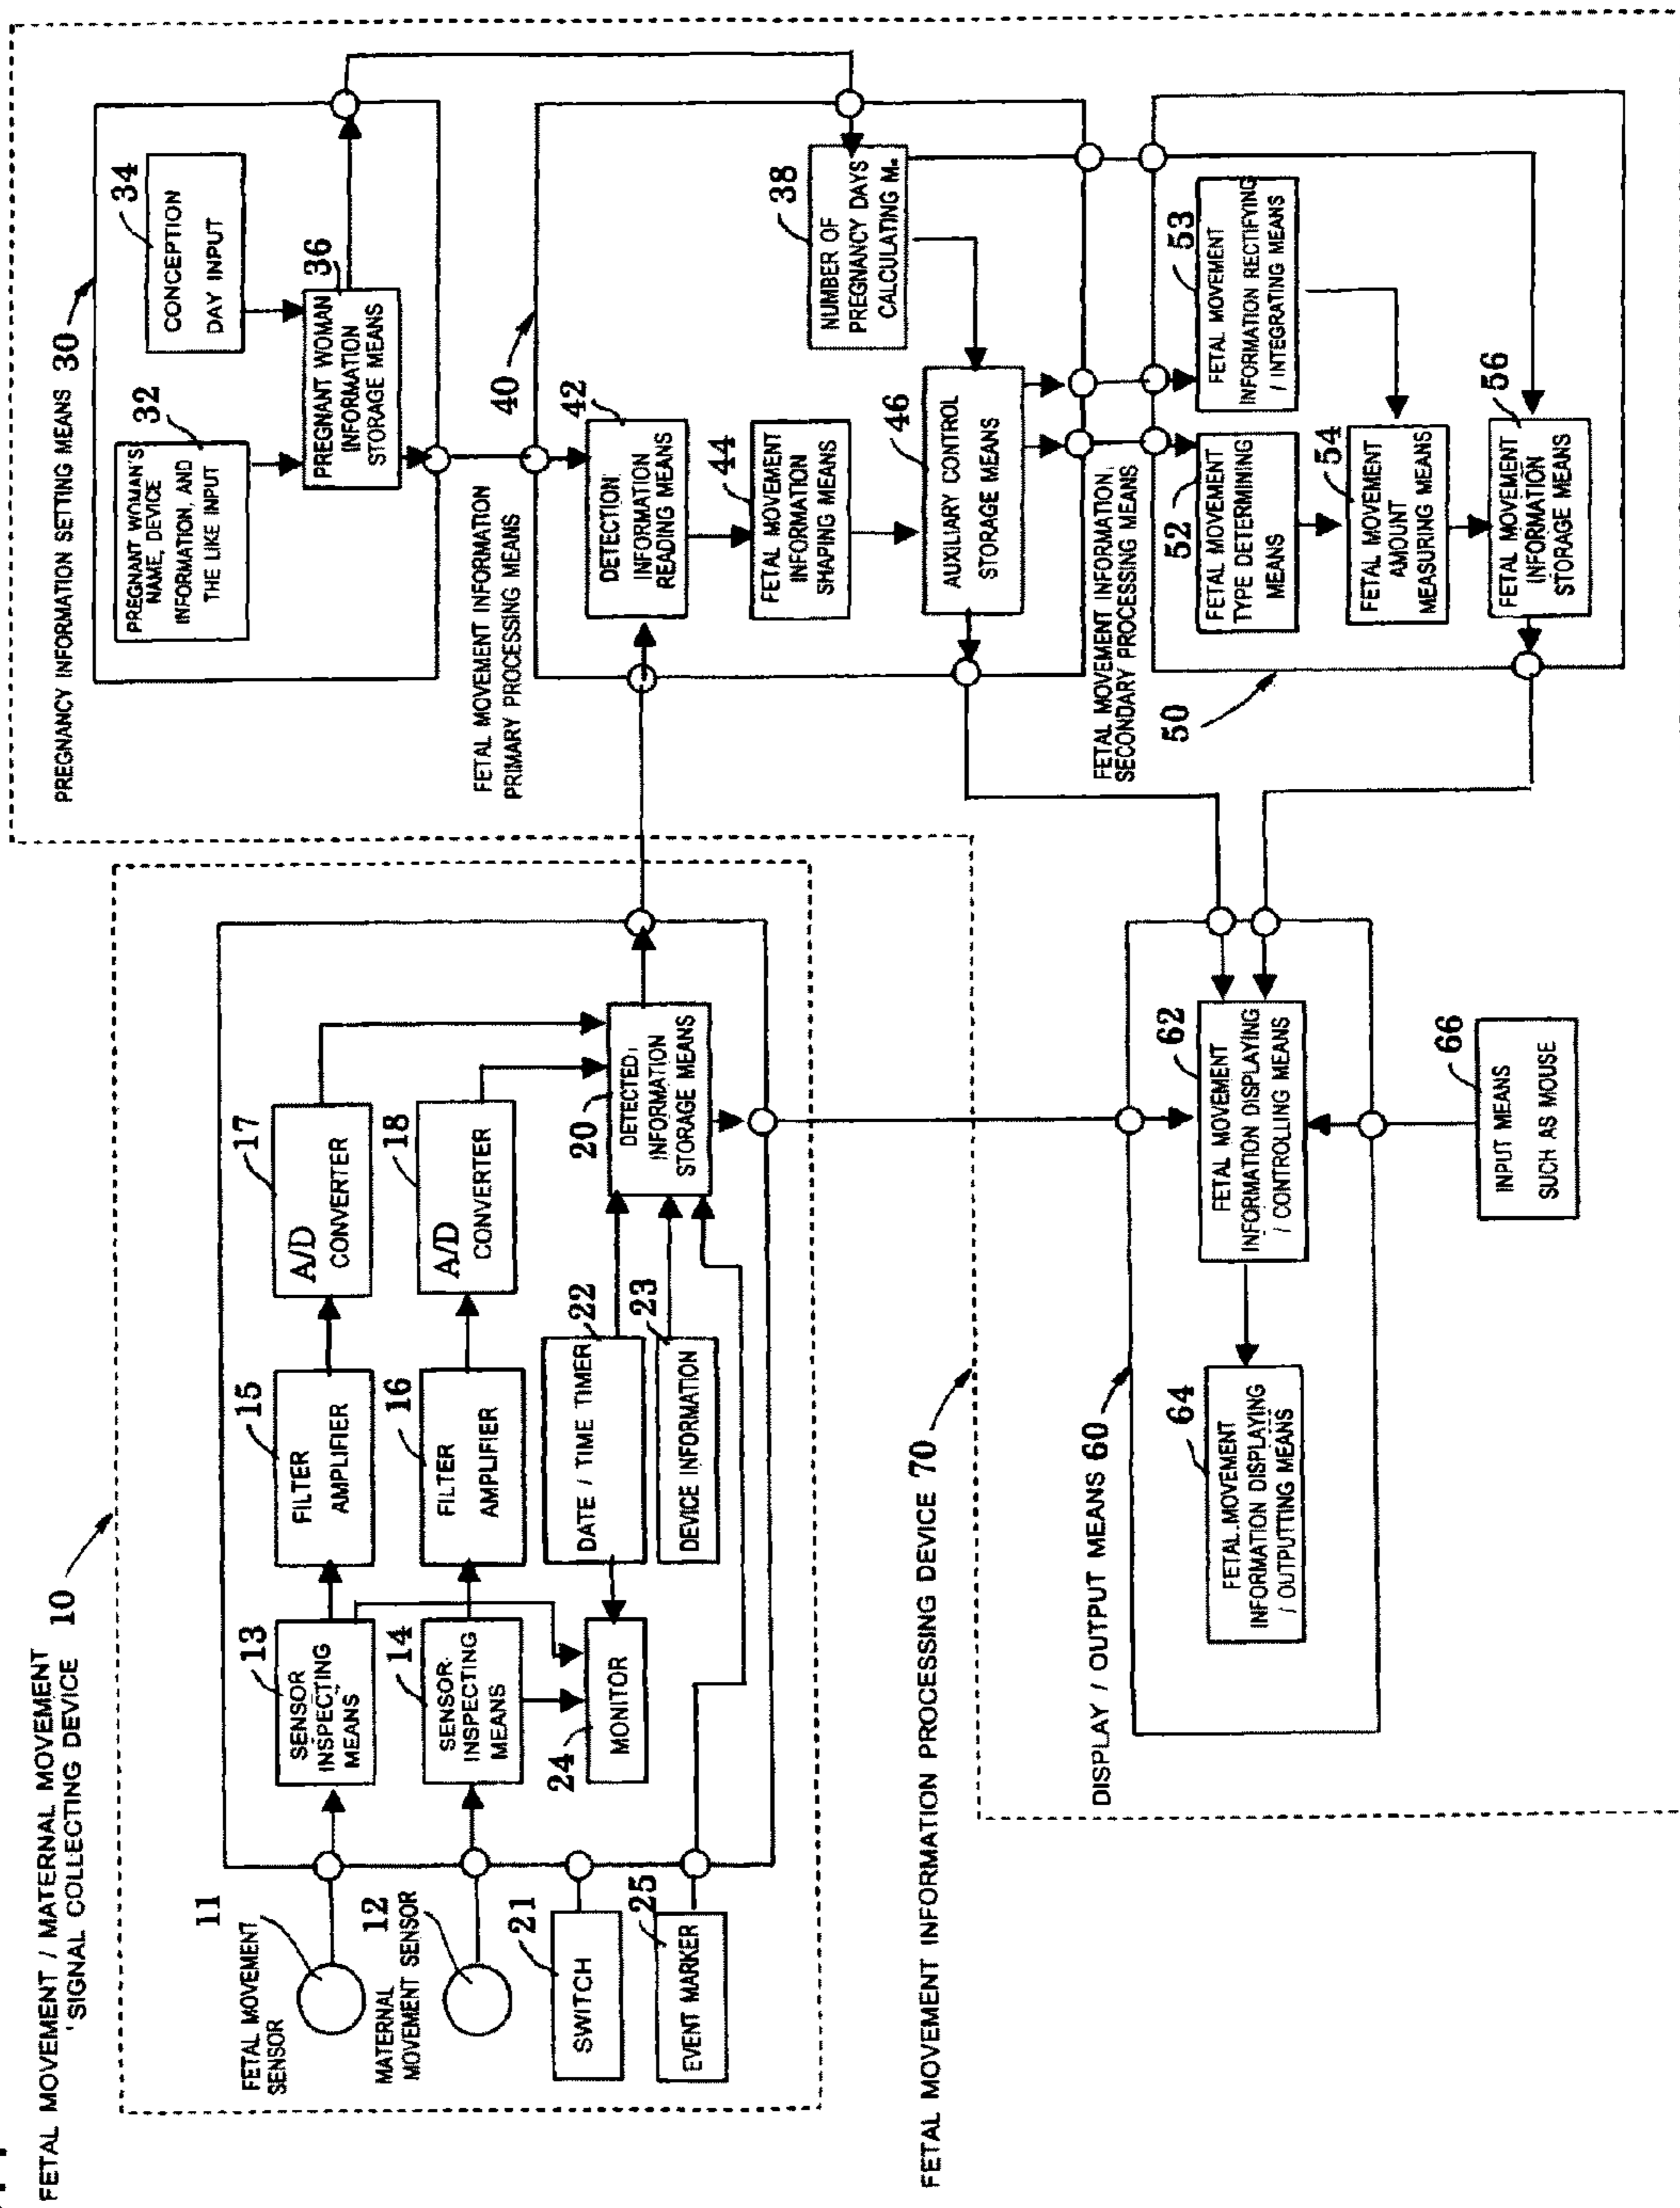 FETAL MOVEMENT / MATERNAL MOVEMENT
SIGNAL COLLECTING DEVICE 10
11
FETAL MOVEMENT
SENSOR
12
MATERNAL
MOVEMENT SENSOR
21
SWITCH
25
EVENT MARKER
13
SENSOR
INSPECTING
MEANS
14
SENSOR
INSPECTING
MEANS
24
MONITOR
15
FILTER
AMPLIFIER
16
FILTER
AMPLIFIER
22
DATE / TIME TIMER
23
DEVICE INFORMATION
17
A/D
CONVERTER
18
A/D
CONVERTER
20
DETECTED
INFORMATION
STORAGE MEANS
FETAL MOVEMENT INFORMATION PROCESSING DEVICE 70
PREGNANCY INFORMATION SETTING MEANS 30
32
PREGNANT WOMAN'S
NAME, DEVICE
INFORMATION, AND
THE LIKE INPUT
34
CONCEPTION
DAY INPUT
36
PREGNANT WOMAN
INFORMATION
STORAGE MEANS
FETAL MOVEMENT INFORMATION
PRIMARY PROCESSING MEANS
40
42
DETECTION
INFORMATION
READING MEANS
44
FETAL MOVEMENT
INFORMATION
SHAPING MEANS
38
NUMBER OF
PREGNANCY DAYS
CALCULATING M.
46
AUXILIARY CONTROL
STORAGE MEANS
FETAL MOVEMENT INFORMATION
SECONDARY PROCESSING MEANS
50
52
FETAL MOVEMENT
TYPE DETERMINING
MEANS
53
FETAL MOVEMENT
INFORMATION RECTIFYING
/ INTEGRATING MEANS
54
FETAL MOVEMENT
AMOUNT
MEASURING MEANS
56
FETAL MOVEMENT
INFORMATION
STORAGE MEANS
DISPLAY / OUTPUT MEANS 60
62
FETAL MOVEMENT
INFORMATION DISPLAYING
/ CONTROLLING MEANS
64
FETAL MOVEMENT
INFORMATION DISPLAYING
/ OUTPUTTING MEANS
66
INPUT MEANS
SUCH AS MOUSE